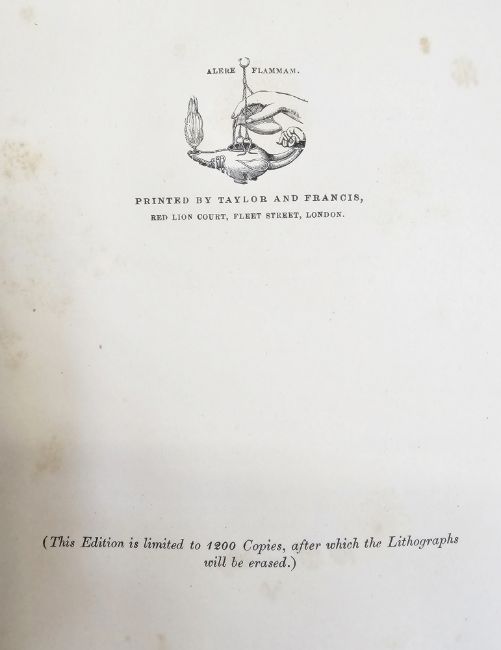 ALERE FLAMMAM.
PRINTED BY TAYLOR AND FRANCIS,
RED LION COURT, FLEET STREET, LONDON.
(This Edition is limited to 1200 Copies, after which the Lithographs
will be erased.)